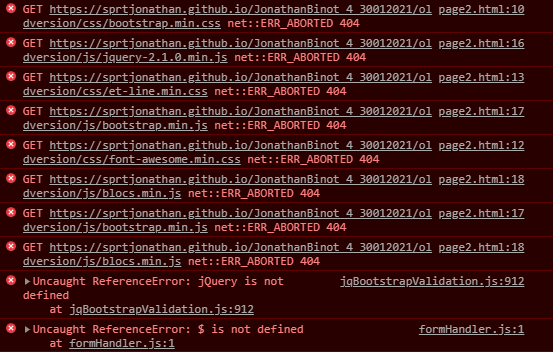 GET https://sprtjonathan.github.io/JonathanBinot_4_30012021/ol page2.html:10
dversion/css/bootstrap.min.css net::ERR_ABORTED 404
GET https://sprtjonathan.github.io/JonathanBinot_4_30012021/ol page2.html:16
dversion/js/jquery-2.1.0.min.js net::ERR_ABORTED 404
GET https://sprtjonathan.github.io/JonathanBinot_4_30012021/ol page2.html:13
dversion/css/et-line.min.css net::ERR_ABORTED 404
GET https://sprtjonathan.github.io/JonathanBinot_4_30012021/ol page2.html:17
dversion/js/bootstrap.min.js net::ERR_ABORTED 404
GET https://sprtjonathan.github.io/JonathanBinot_4_30012021/ol page2.html:12
dversion/css/font-awesome.min.css net::ERR_ABORTED 404
GET https://sprtjonathan.github.io/JonathanBinot_4_30012021/ol page2.html:18
dversion/js/blocs.min.js net::ERR_ABORTED 404
GET https://sprtjonathan.github.io/JonathanBinot_4_30012021/ol page2.html:17
dversion/js/bootstrap.min.js net::ERR_ABORTED 404
GET https://sprtjonathan.github.io/JonathanBinot_4_30012021/ol page2.html:18
dversion/js/blocs.min.js net::ERR_ABORTED 404
Uncaught ReferenceError: jQuery is not jqBootstrapValidation.js:912
defined
at jqBootstrapValidation.js:912
Uncaught ReferenceError: $ is not defined formHandler.js:1
at formHandler.js:1